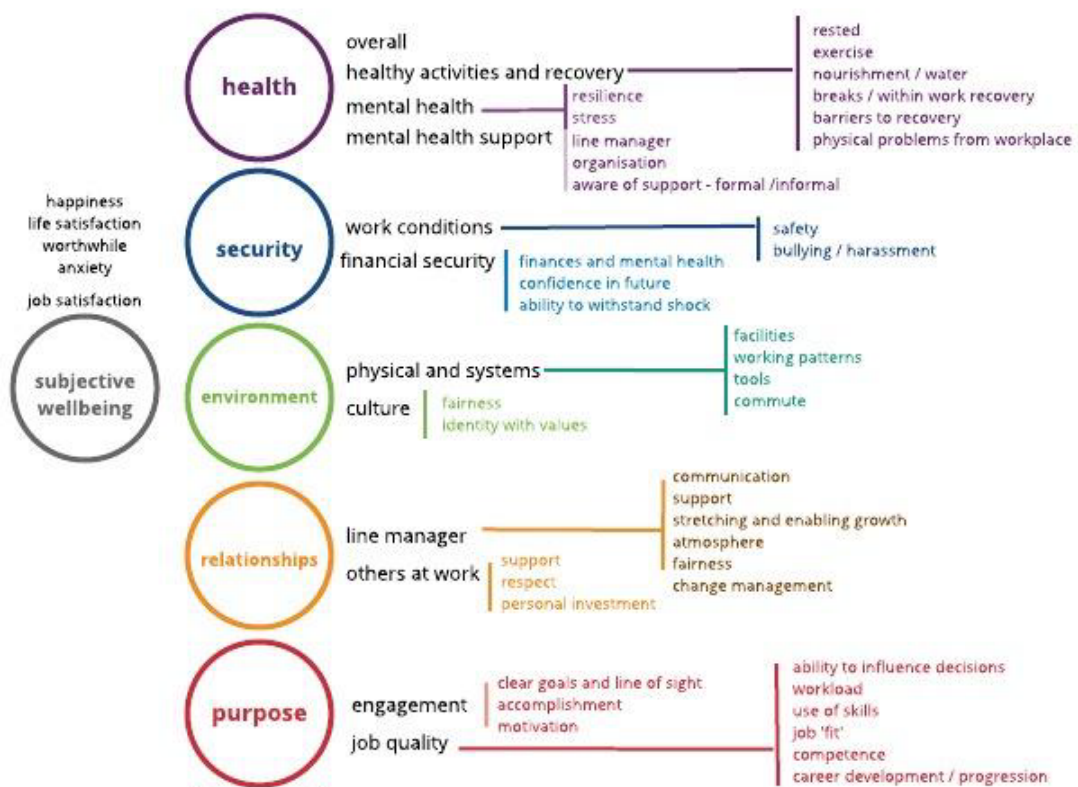 happiness
life satisfaction
worthwhile
anxiety
job satisfaction
subjective
wellbeing
health
overall
healthy activities and recovery
rested
exercise
nourishment / water
breaks / within work recovery
barriers to recovery
physical problems from workplace
mental health
resilience
stress
mental health support
line manager
organisation
aware of support - formal /informal
security
work conditions
safety
bullying / harassment
financial security
finances and mental health
confidence in future
ability to withstand shock
environment
physical and systems
facilities
working patterns
tools
commute
culture
fairness
identity with values
relationships
line manager
communication
support
stretching and enabling growth
atmosphere
fairness
change management
others at work
support
respect
personal investment
purpose
engagement
clear goals and line of sight
accomplishment
motivation
job quality
ability to influence decisions
workload
use of skills
job 'fit'
competence
career development / progression